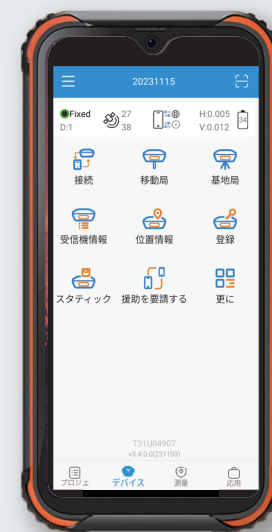 20231115
Fixed
D:1
27
38
H:0.005
V:0.012
34
接続
移動局
基地局
受信機情報
位置情報
登録
スタティック
援助を要請する
更に
T31U04907
v3.4.0.0(231103)
プロジェ
デバイス
測量
応用